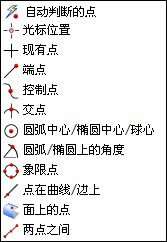 自动判断的点
光标位置
现有点
端点
控制点
交点
圆弧中心/椭圆中心/球心
圆弧/椭圆上的角度
象限点
点在曲线/边上
面上的点
两点之间